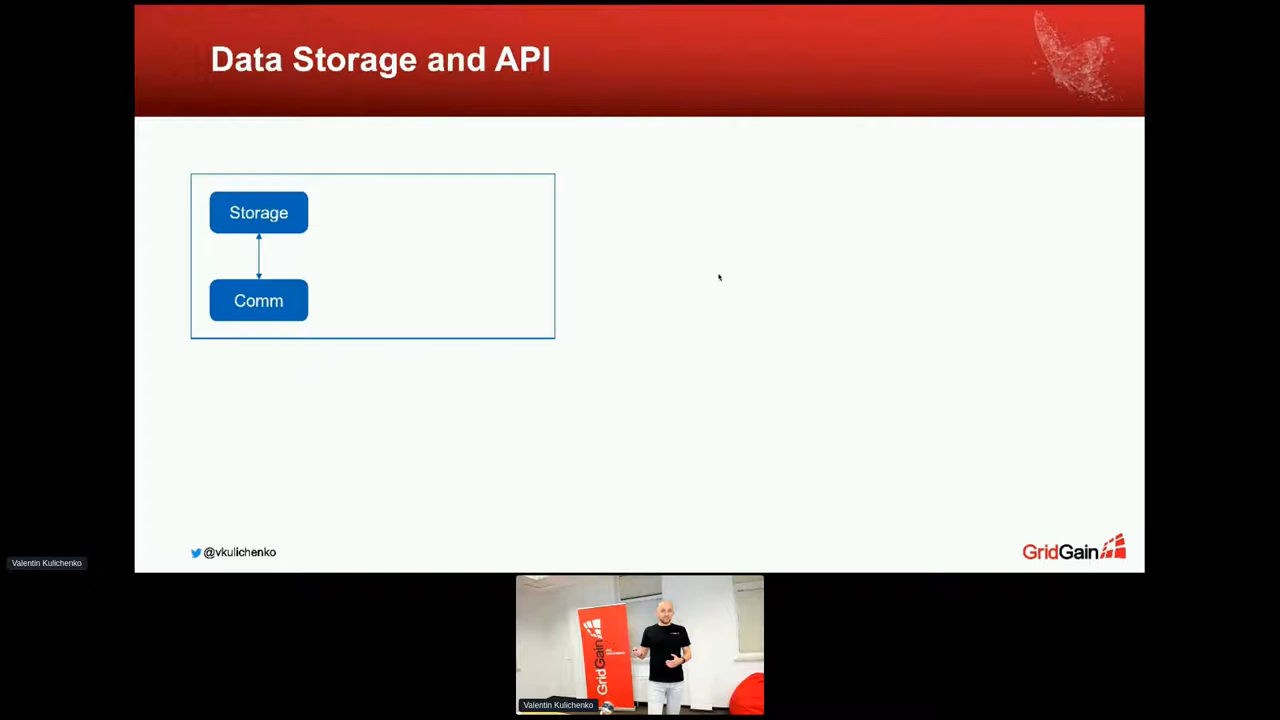 Data Storage and API
Storage
Comm
@vkulichenko
GridGain
Valentin Kulichenko
GridGain
Valentin Kulichenko